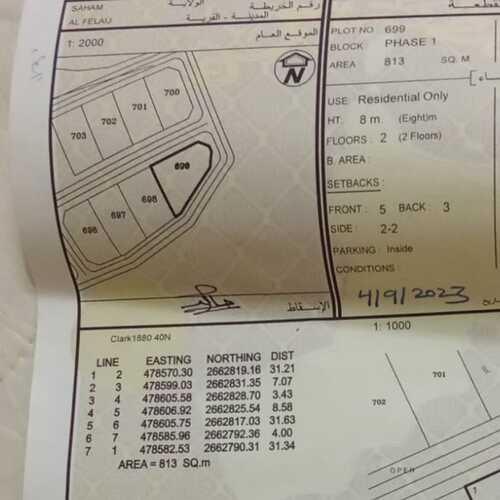 SAHAM
الولاية
رقم الخريطة
AL FELAU
المدينة - القرية
1: 2000
الموقع العام
N
700
701
702
703
699
698
697
696
الإسقاط
PLOT NO 699
BLOCK PHASE 1
AREA 813 SQ. M
USE Residential Only
HT. 8 m (Eight)m
FLOORS : 2 (2 Floors)
B. AREA :
SETBACKS :
FRONT : 5 BACK : 3
SIDE : 2-2
PARKING : Inside
CONDITIONS :
4/9/2023
Clark1880 40N
LINE EASTING NORTHING DIST
1 2 478570.30 2662819.16 31.21
2 3 478599.03 2662831.35 7.07
3 4 478605.58 2662828.70 3.43
4 5 478606.92 2662825.54 8.58
5 6 478605.75 2662817.03 31.63
6 7 478585.96 2662792.36 4.00
7 1 478582.53 2662790.31 31.34
AREA = 813 SQ.m
1: 1000
701
702
OPEN
1